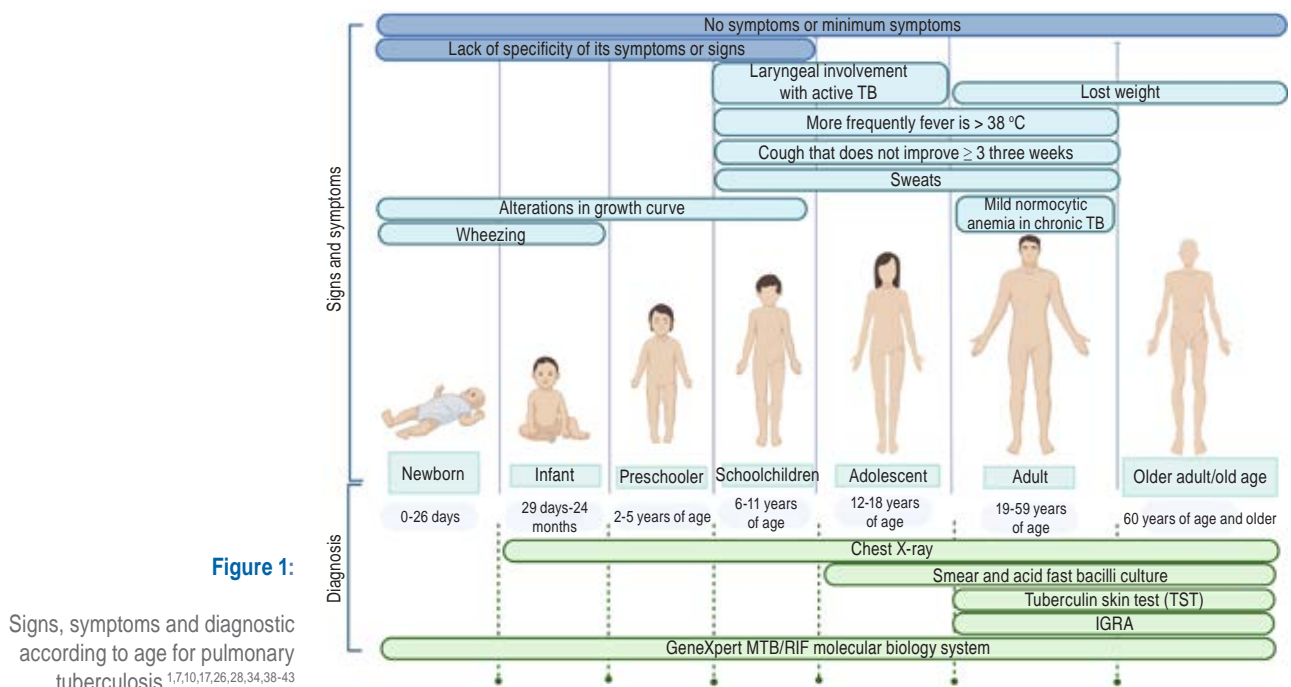 No symptoms or minimum symptoms
Lack of specificity of its symptoms or signs
Laryngeal involvement
with active TB
Lost weight
More frequently fever is > 38 °C
Cough that does not improve ≥ 3 three weeks
Sweats
Alterations in growth curve
Mild normocytic
anemia in chronic TB
Wheezing
Signs and symptoms
Newborn
Infant
Preschooler
Schoolchildren
Adolescent
Adult
Older adult/old age
0-26 days
29 days-24
months
2-5 years of age
6-11 years
of age
12-18 years
of age
19-59 years
of age
60 years of age and older
Diagnosis
Chest X-ray
Smear and acid fast bacilli culture
Tuberculin skin test (TST)
IGRA
GeneXpert MTB/RIF molecular biology system
Figure 1:
Signs, symptoms and diagnostic
according to age for pulmonary
tuberculosis.1,7,10,17,26,28,34,38-43